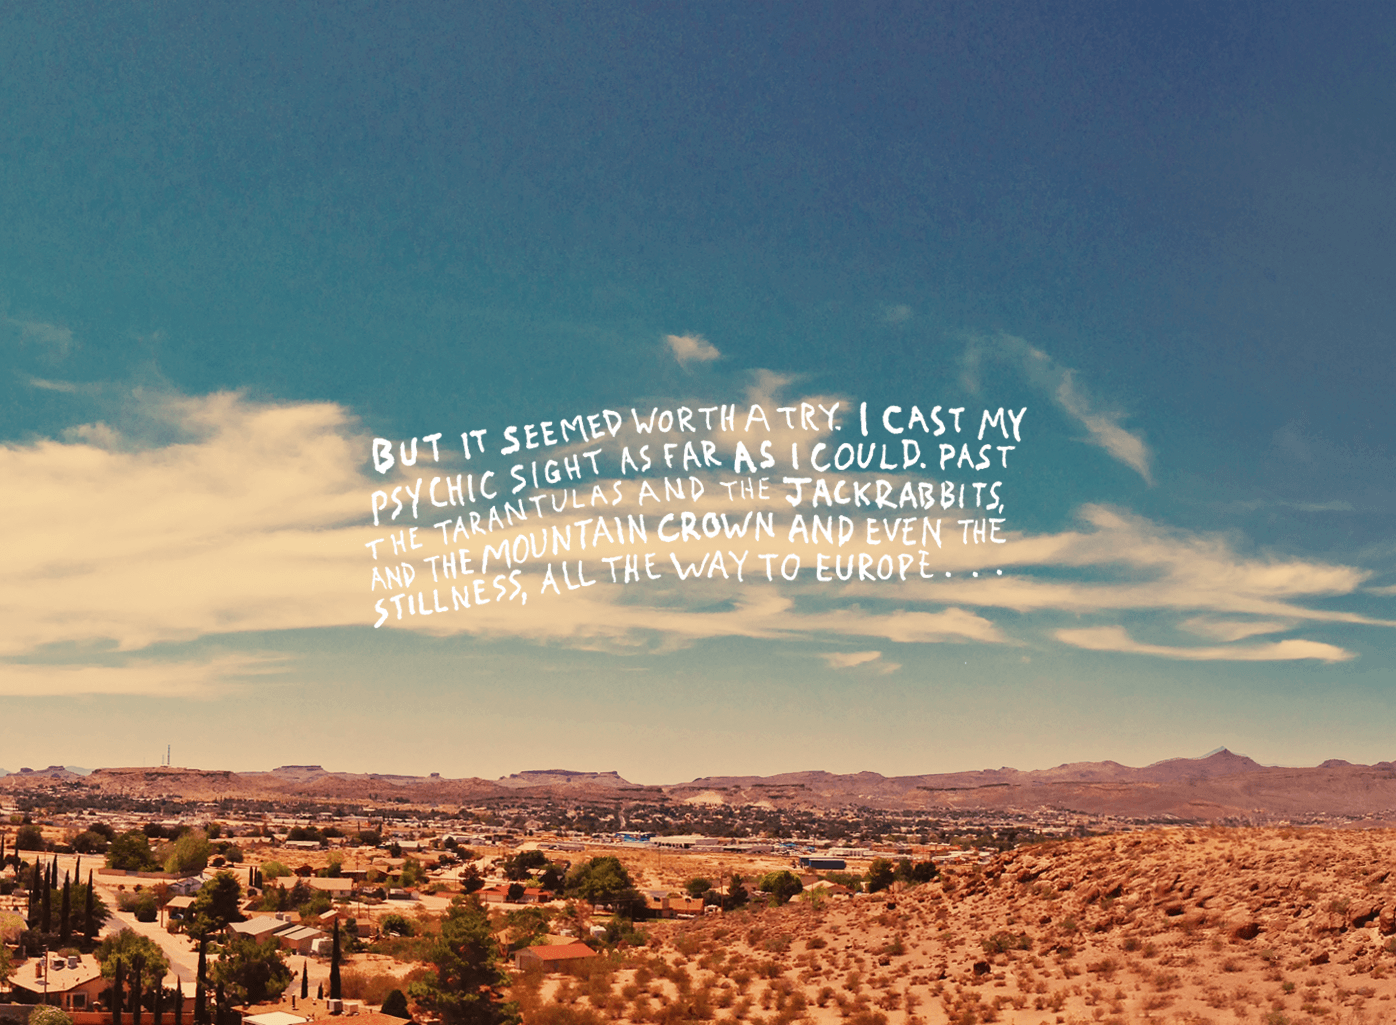 BUT IT SEEMED WORTH A TRY. I CAST MY
PSYCHIC SIGHT AS FAR AS I COULD. PAST
THE TARANTULAS AND THE JACKRABBITS,
AND THE MOUNTAIN CROWN AND EVEN THE
STILLNESS, ALL THE WAY TO EUROPE . . .